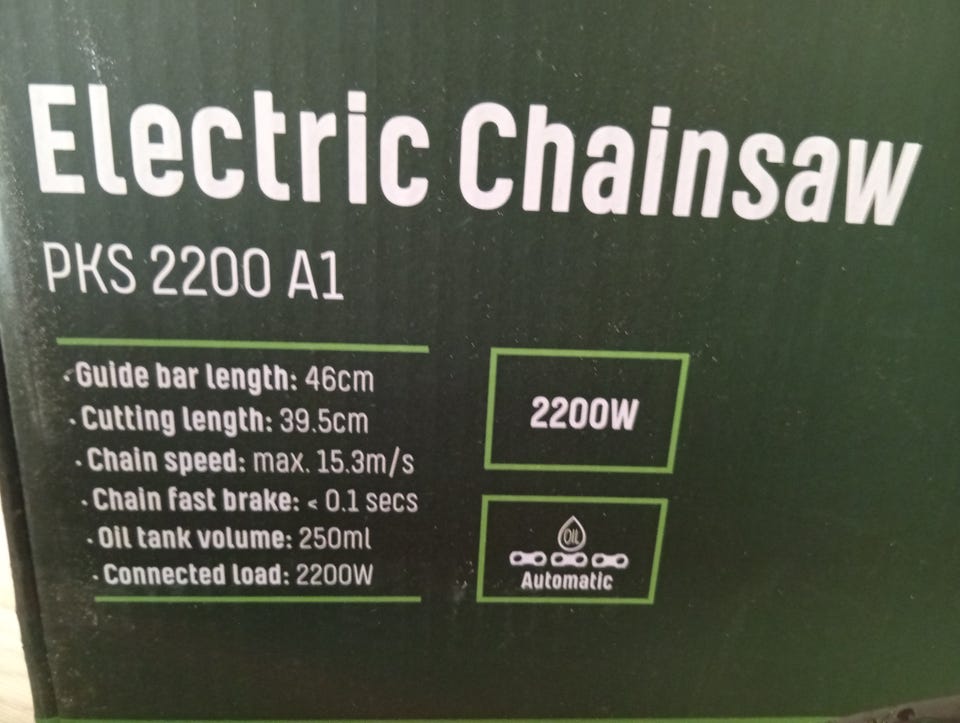 Electric Chainsaw
PKS 2200 A1
·Guide bar length: 46cm
·Cutting length: 39.5cm
·Chain speed: max. 15.3m/s
·Chain fast brake: < 0.1 secs
·Oil tank volume: 250ml
·Connected load: 2200W
2200W
OIL
Automatic